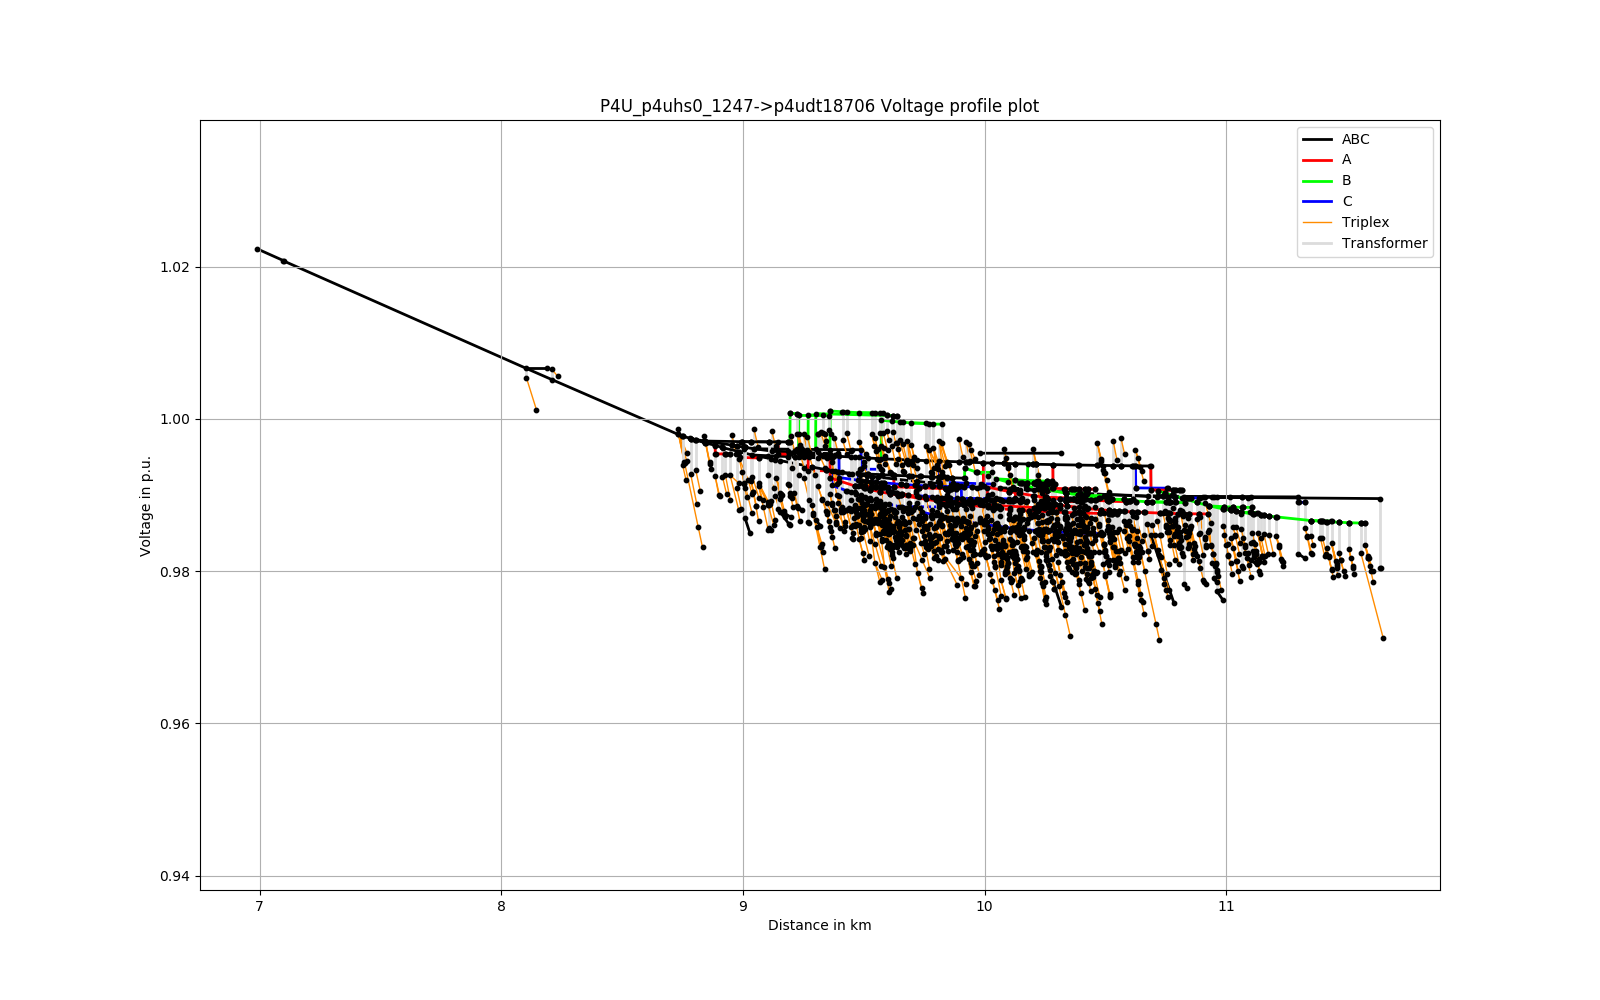 P4U_p4uhs0_1247->p4udt18706 Voltage profile plot
ABC
A
B
C
Triplex
Transformer
1.02
1.00
0.98
0.96
0.94
Voltage in p.u.
7
8
9
10
11
Distance in km